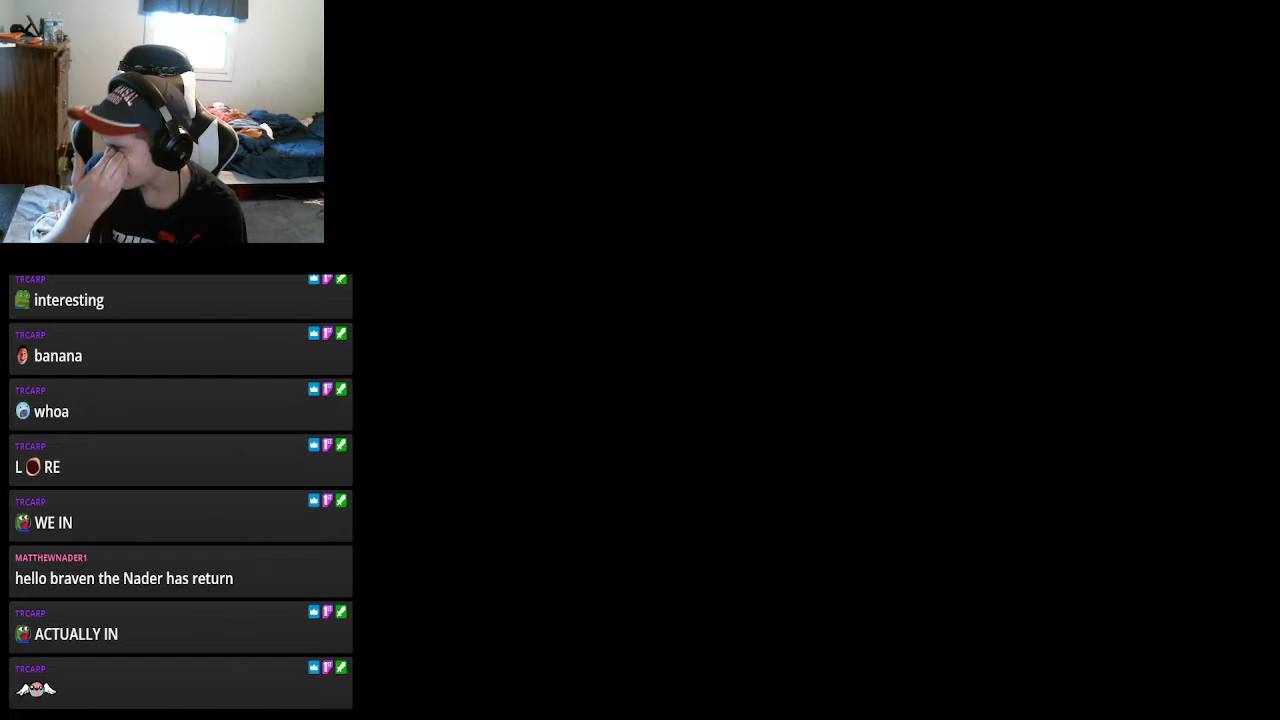 TRCARP
interesting
TRCARP
banana
TRCARP
whoa
TRCARP
L RE
TRCARP
WE IN
MATTHEWNADER1
hello braven the Nader has return
TRCARP
ACTUALLY IN
TRCARP